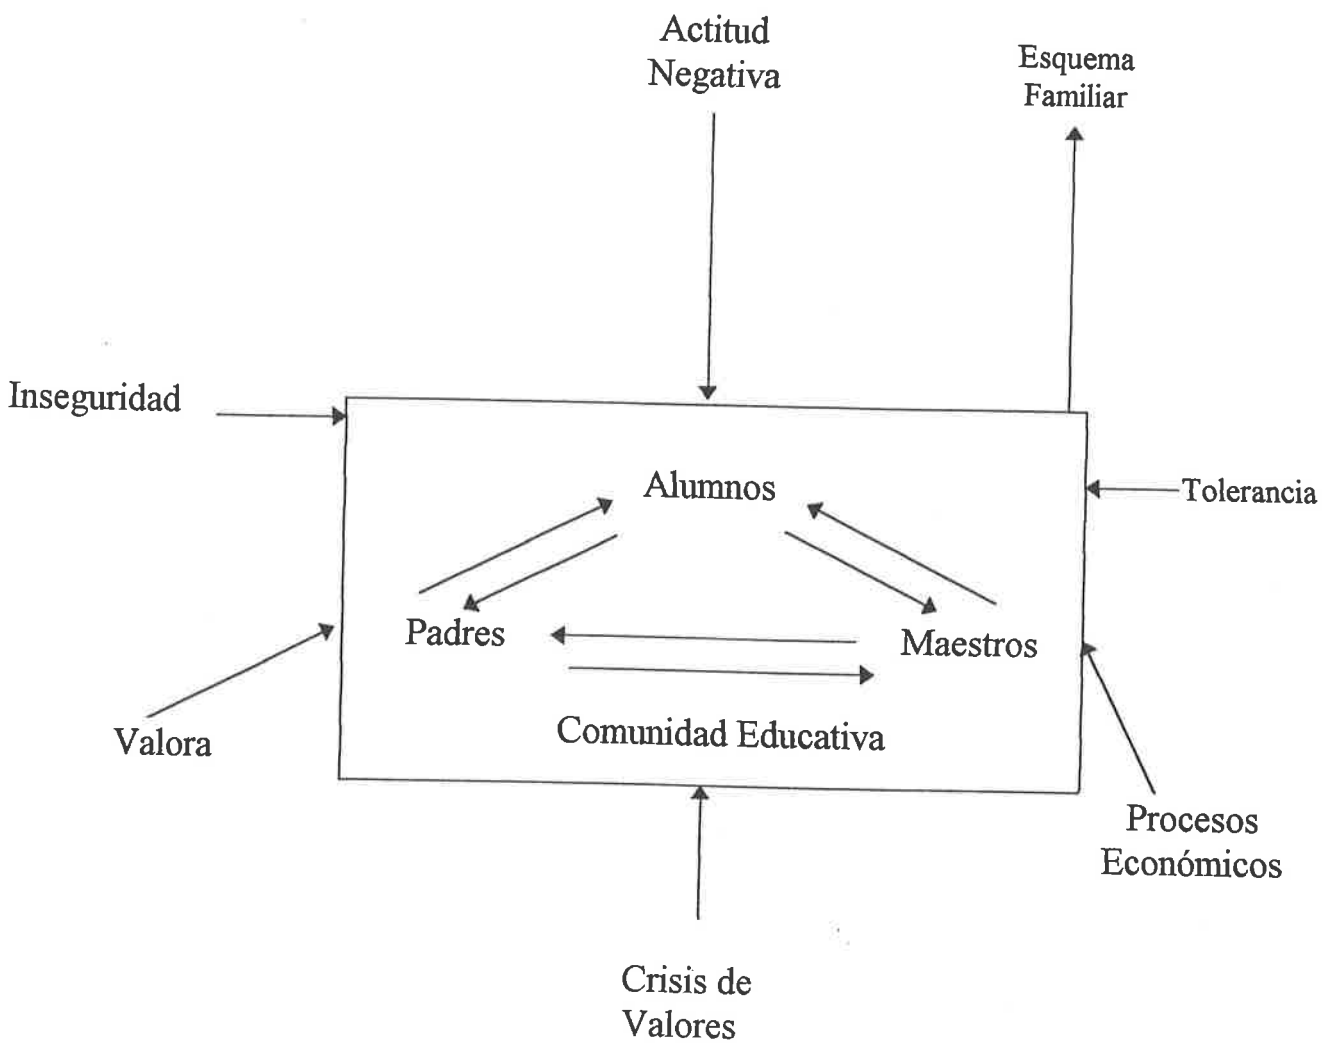 Actitud
Negativa
Esquema
Familiar
Inseguridad
Alumnos
Tolerancia
Padres
Maestros
Valora
Comunidad Educativa
Procesos
Económicos
Crisis de
Valores